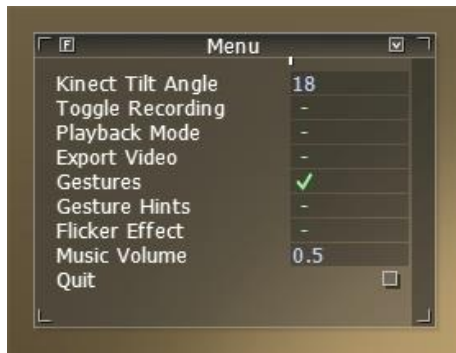 F Menu V
Kinect Tilt Angle 18
Toggle Recording -
Playback Mode -
Export Video -
Gestures ✓
Gesture Hints -
Flicker Effect -
Music Volume 0.5
Quit